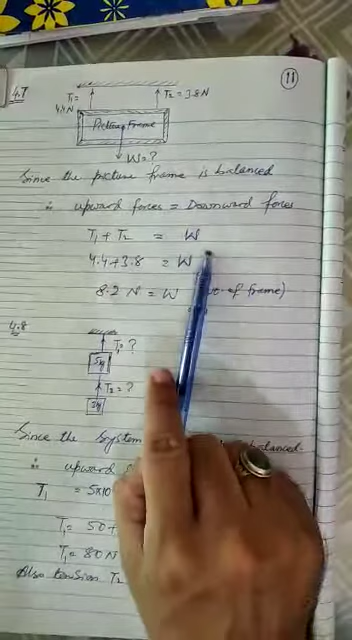 11
4.7
T₁ =
4.4N
T₂ = 3.8N
Picture Frame
W = ?
Since the picture frame is balanced
∴ upward forces = Downward forces
T₁ + T₂ = W
4.4+3.8 = W
8.2 N = W of frame)
4.8
T₁ = ?
5kg
T₂ = ?
3kg
Since the system balanced.
∴ upward
T₁ = 5×10
T₁ = 50+
T₁ = 80 N
Also tension T₂